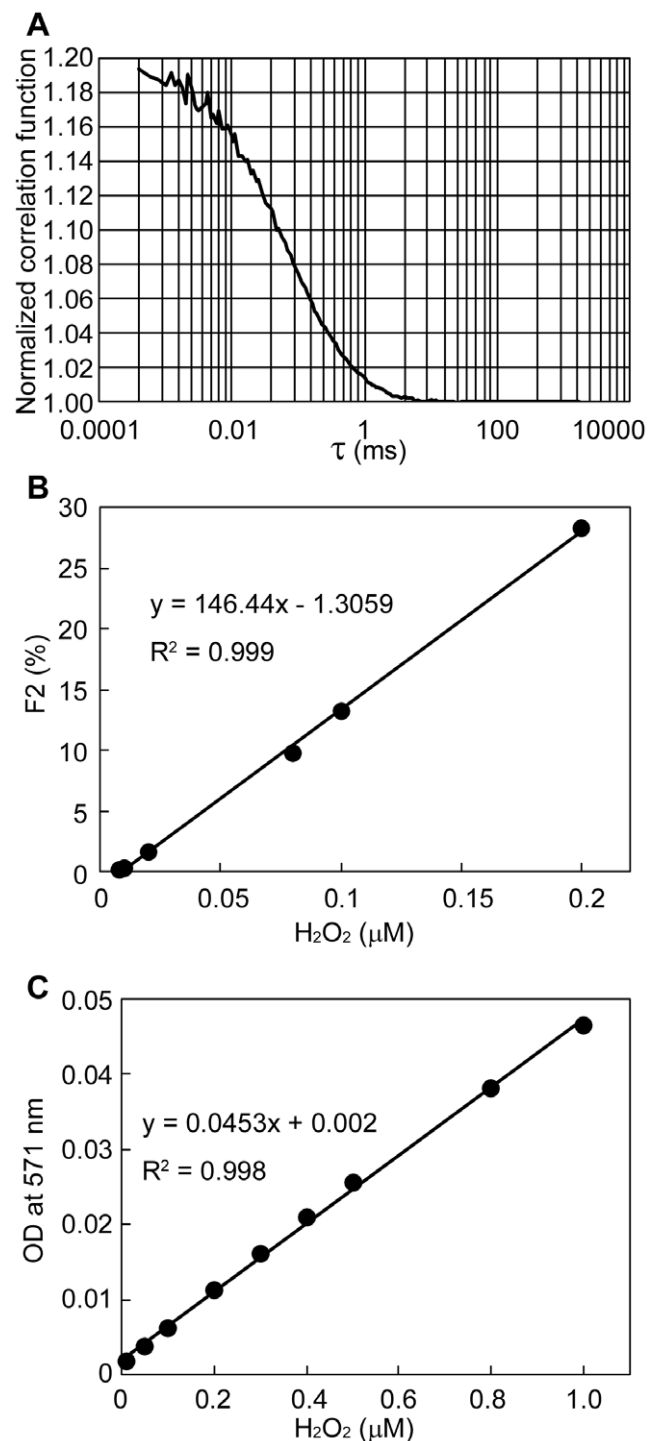 A
Normalized correlation function
1.20
1.18
1.16
1.14
1.12
1.10
1.08
1.06
1.04
1.02
1.00
0.0001 0.01 1 100 10000
τ (ms)
B
F2 (%)
30
25
20
15
10
5
0
y = 146.44x - 1.3059
R² = 0.999
0 0.05 0.1 0.15 0.2
H₂O₂ (μM)
C
OD at 571 nm
0.05
0.04
0.03
0.02
0.01
0
y = 0.0453x + 0.002
R² = 0.998
0 0.2 0.4 0.6 0.8 1.0
H₂O₂ (μM)